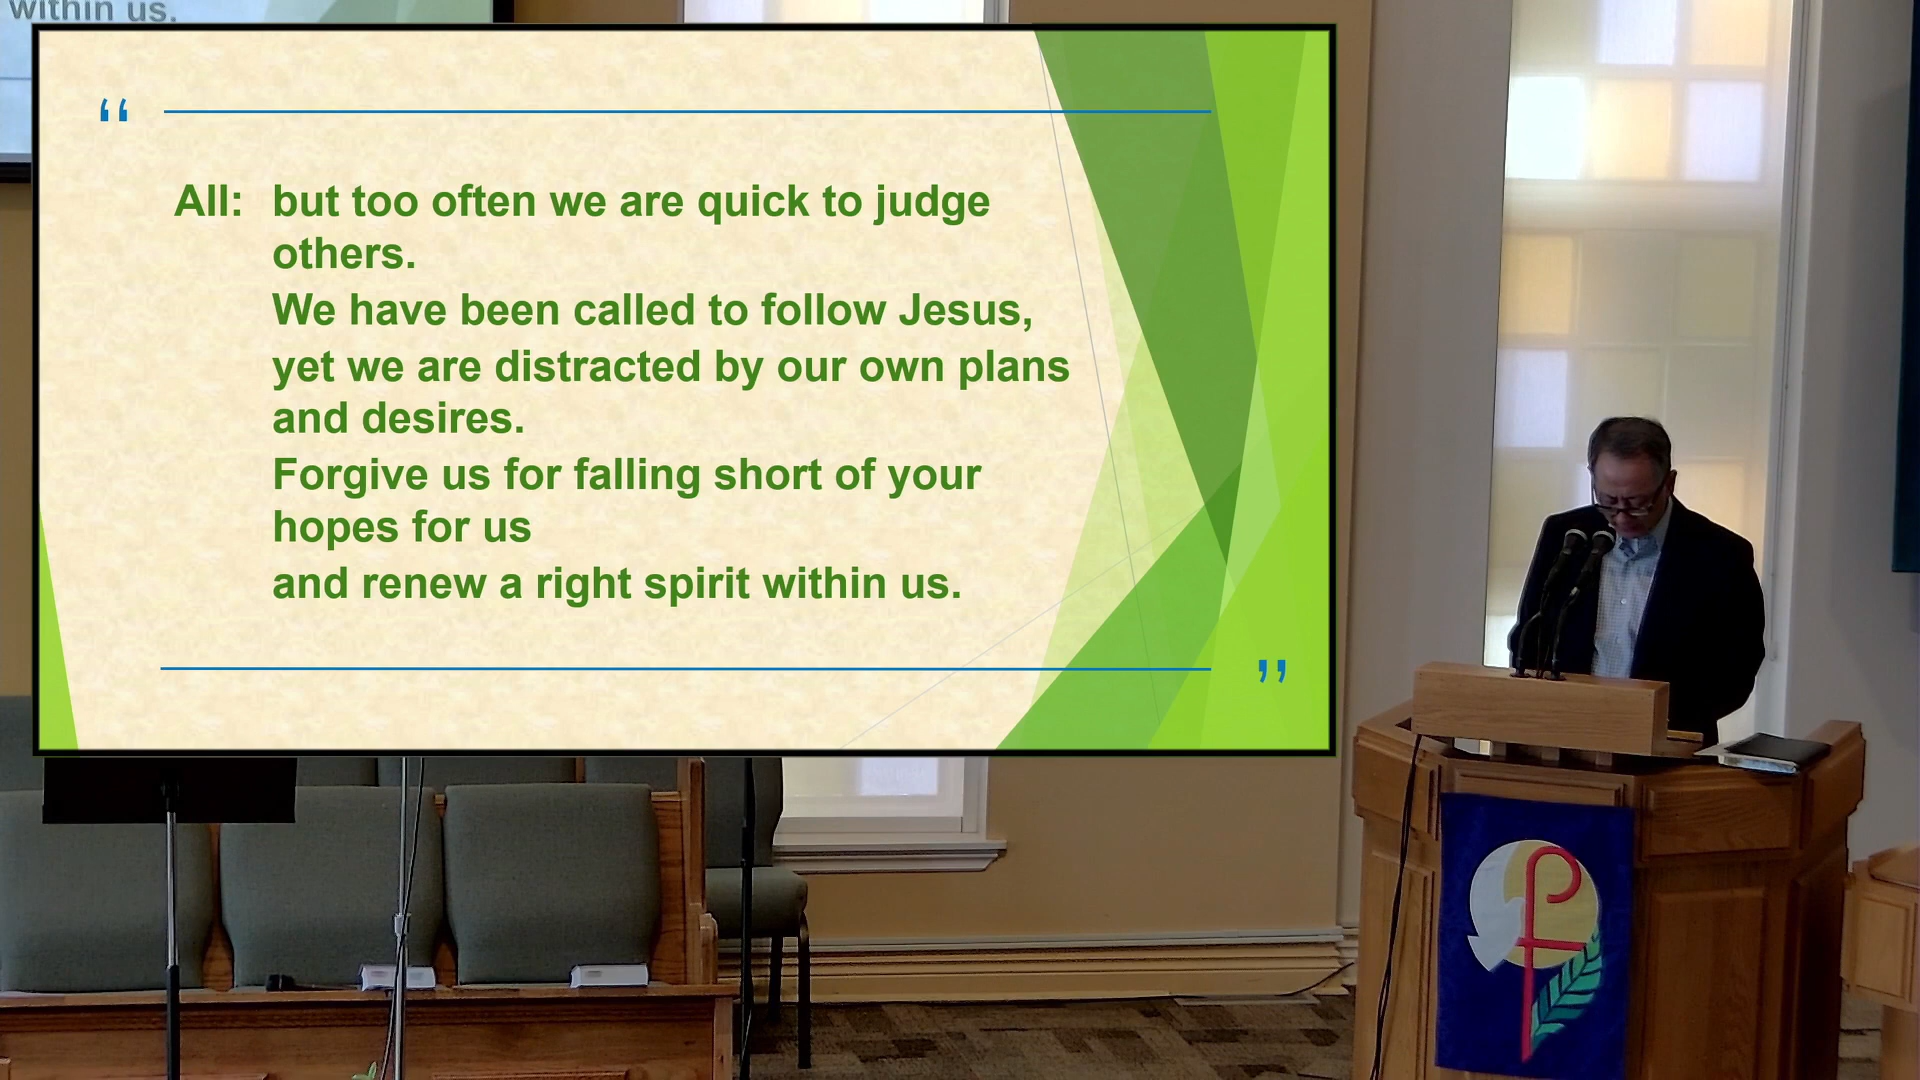 within us.
“
All: but too often we are quick to judge
others.
We have been called to follow Jesus,
yet we are distracted by our own plans
and desires.
Forgive us for falling short of your
hopes for us
and renew a right spirit within us.
”